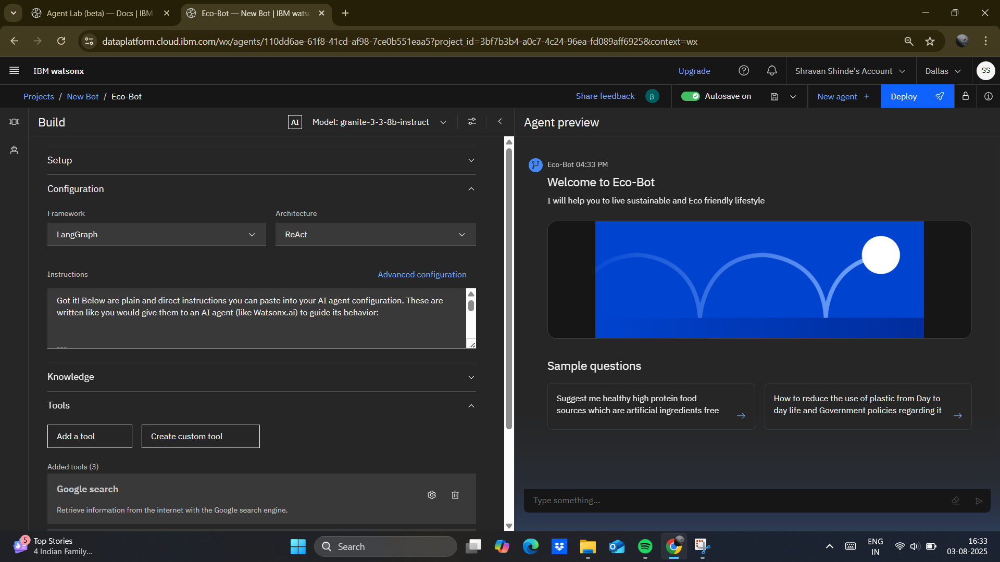 Agent Lab (beta) — Docs | IBM
Eco-Bot — New Bot | IBM wats
dataplatform.cloud.ibm.com/wx/agents/110dd6ae-61f8-41cd-af98-7ce0b551eaa5?project_id=3bf7b3b4-a0c7-4c24-96ea-fd089aff6925&context=wx
IBM watsonx
Upgrade
Shravan Shinde's Account
Dallas
SS
Projects / New Bot / Eco-Bot
Share feedback
β
Autosave on
New agent +
Deploy
Build
AI
Model: granite-3-3-8b-instruct
Agent preview
Setup
Configuration
Framework
Architecture
LangGraph
ReAct
Instructions
Advanced configuration
Got it! Below are plain and direct instructions you can paste into your AI agent configuration. These are
written like you would give them to an AI agent (like Watsonx.ai) to guide its behavior:
---
Knowledge
Tools
Add a tool
Create custom tool
Added tools (3)
Google search
Retrieve information from the internet with the Google search engine.
Eco-Bot 04:33 PM
Welcome to Eco-Bot
I will help you to live sustainable and Eco friendly lifestyle
Sample questions
Suggest me healthy high protein food
sources which are artificial ingredients free
How to reduce the use of plastic from Day to
day life and Government policies regarding it
Type something...
5
Top Stories
4 Indian Family...
Search
ENG
IN
16:33
03-08-2025